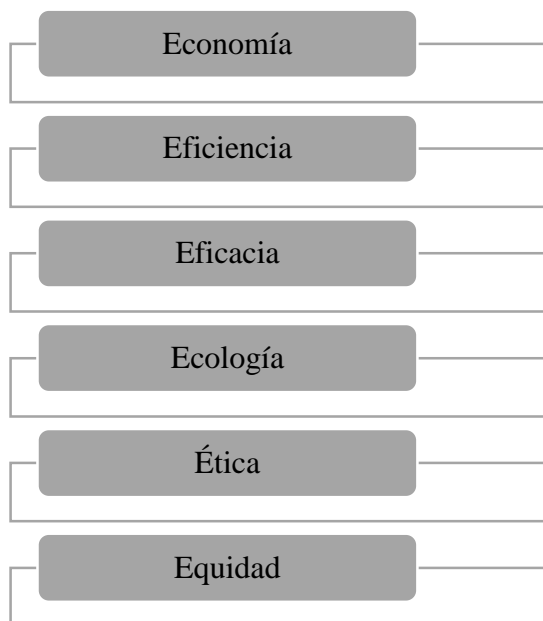 Economía
Eficiencia
Eficacia
Ecología
Ética
Equidad